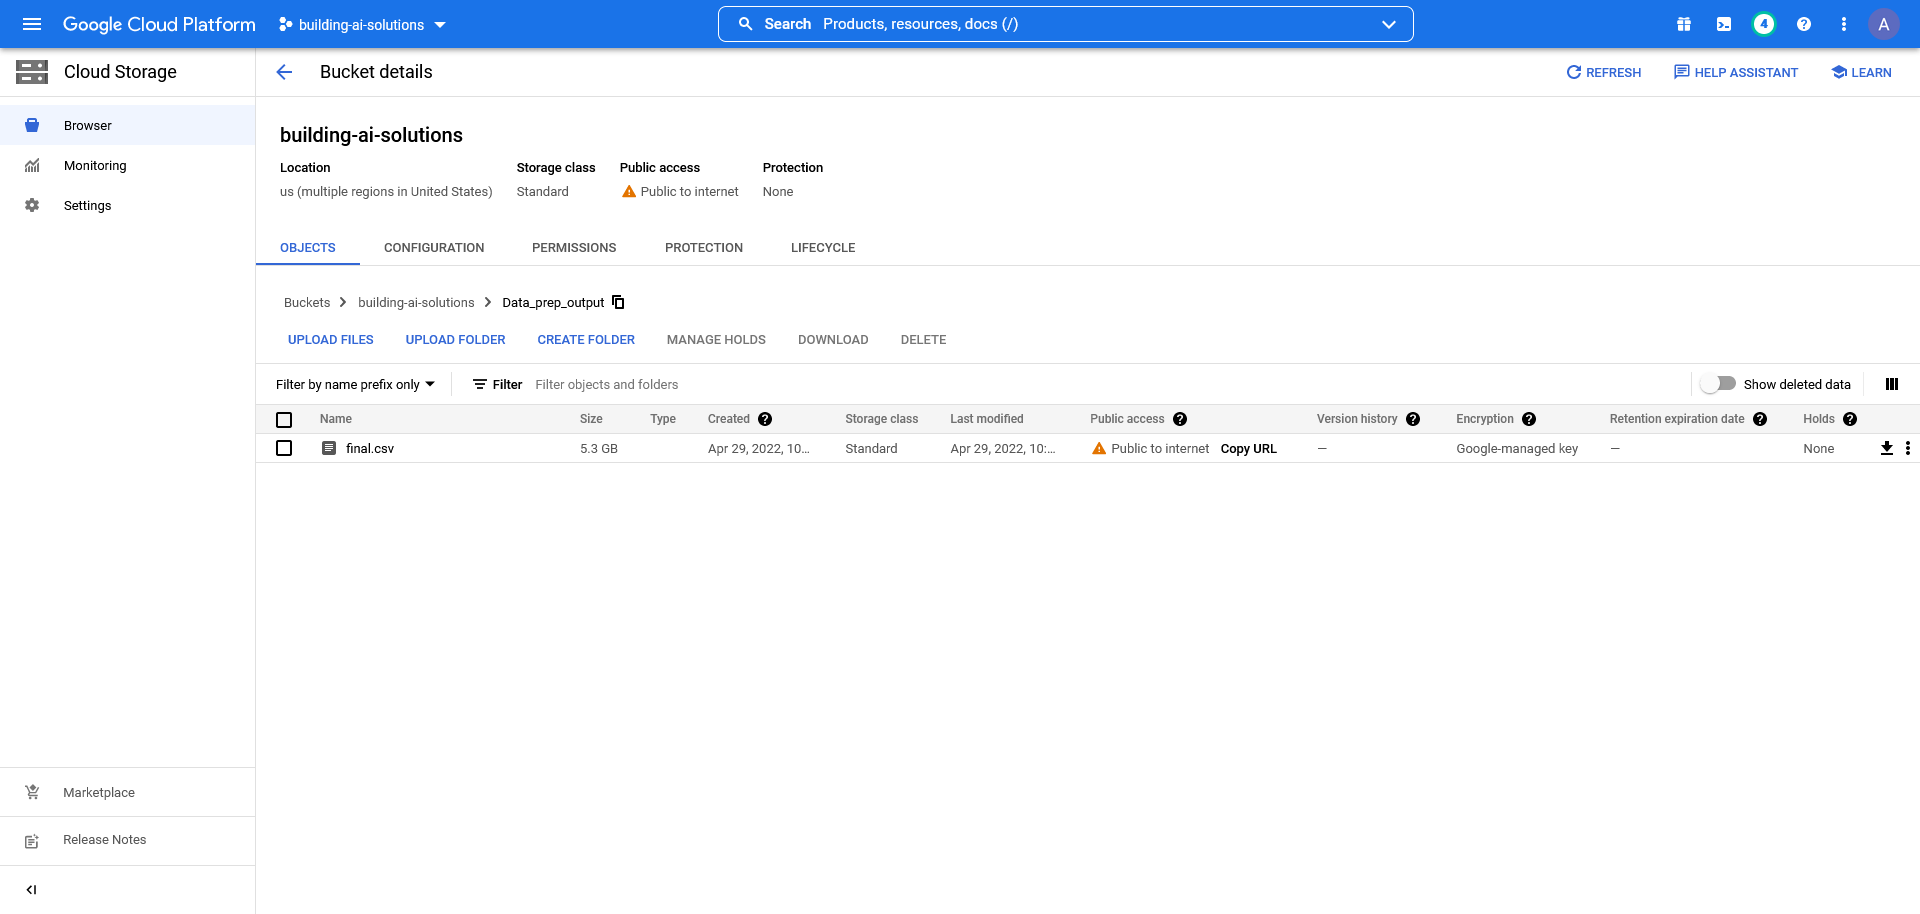 Google Cloud Platform
building-ai-solutions
Search Products, resources, docs (/)
4
A
Cloud Storage
Bucket details
REFRESH
HELP ASSISTANT
LEARN
Browser
Monitoring
Settings
building-ai-solutions
Location Storage class Public access Protection
us (multiple regions in United States) Standard Public to internet None
OBJECTS CONFIGURATION PERMISSIONS PROTECTION LIFECYCLE
Buckets building-ai-solutions Data_prep_output
UPLOAD FILES UPLOAD FOLDER CREATE FOLDER MANAGE HOLDS DOWNLOAD DELETE
Filter by name prefix only Filter Filter objects and folders Show deleted data
Name Size Type Created Storage class Last modified Public access Version history Encryption Retention expiration date Holds
final.csv 5.3 GB Apr 29, 2022, 10... Standard Apr 29, 2022, 10:... Public to internet Copy URL — Google-managed key — None
Marketplace
Release Notes